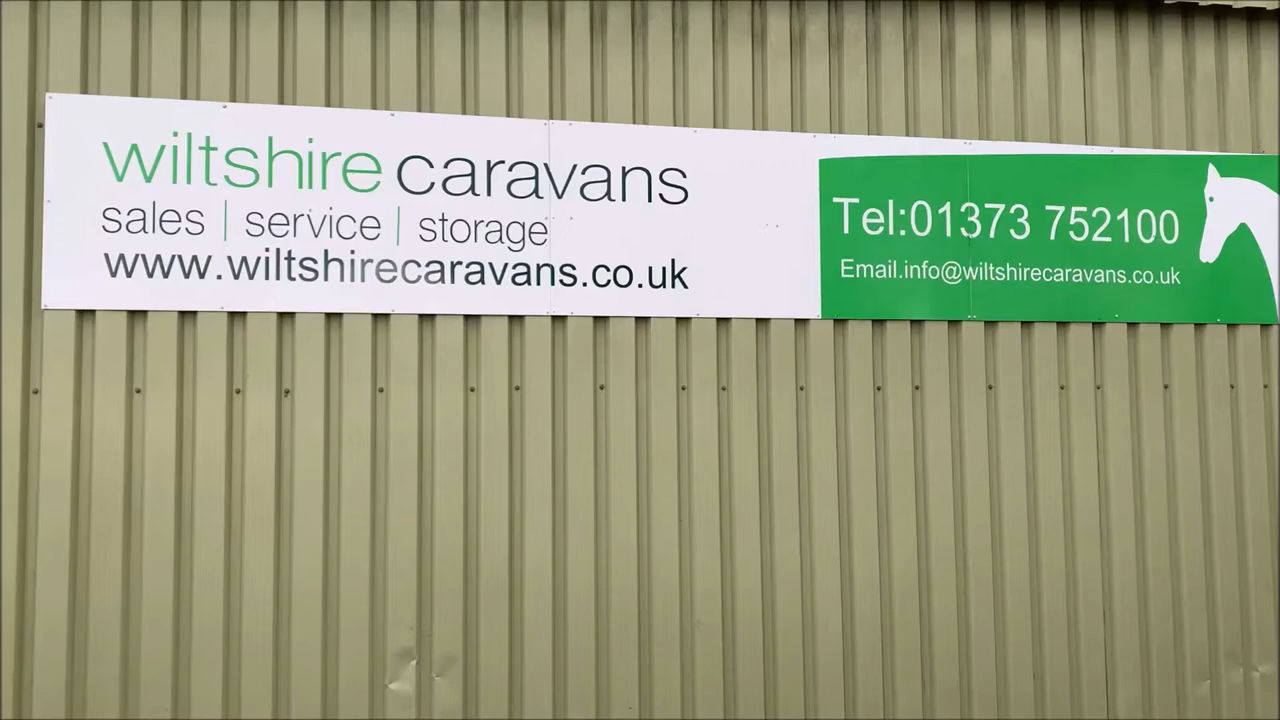 wiltshire caravans
sales | service | storage
www.wiltshirecaravans.co.uk
Tel:01373 752100
Email.info@wiltshirecaravans.co.uk